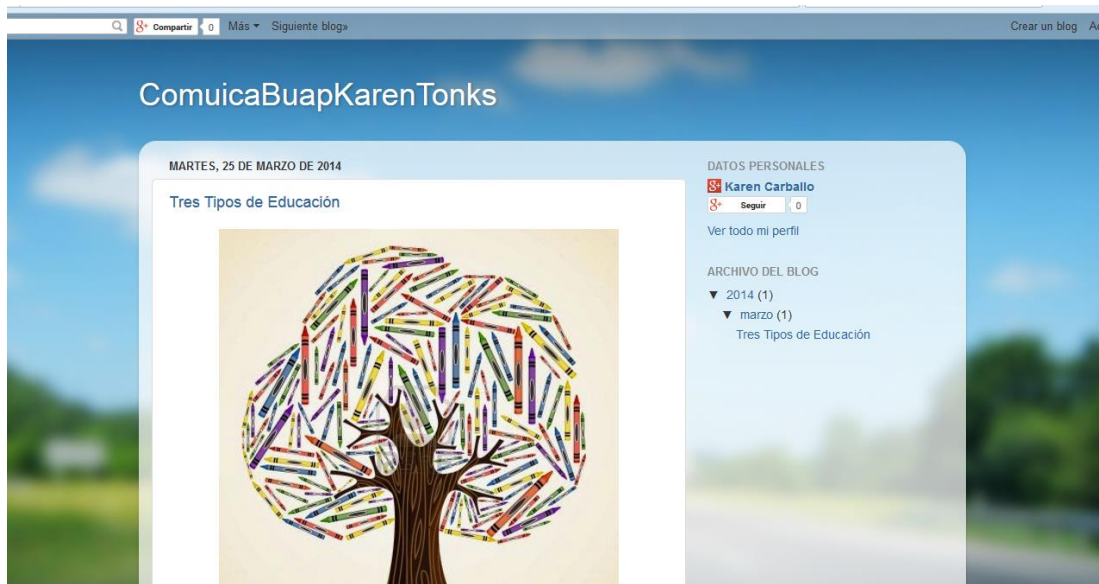 Compartir 0 Más Siguiente blog» Crear un blog
ComuicaBuapKarenTonks
MARTES, 25 DE MARZO DE 2014
Tres Tipos de Educación
DATOS PERSONALES
Karen Carballo
Seguir 0
Ver todo mi perfil
ARCHIVO DEL BLOG
▼ 2014 (1)
▼ marzo (1)
Tres Tipos de Educación